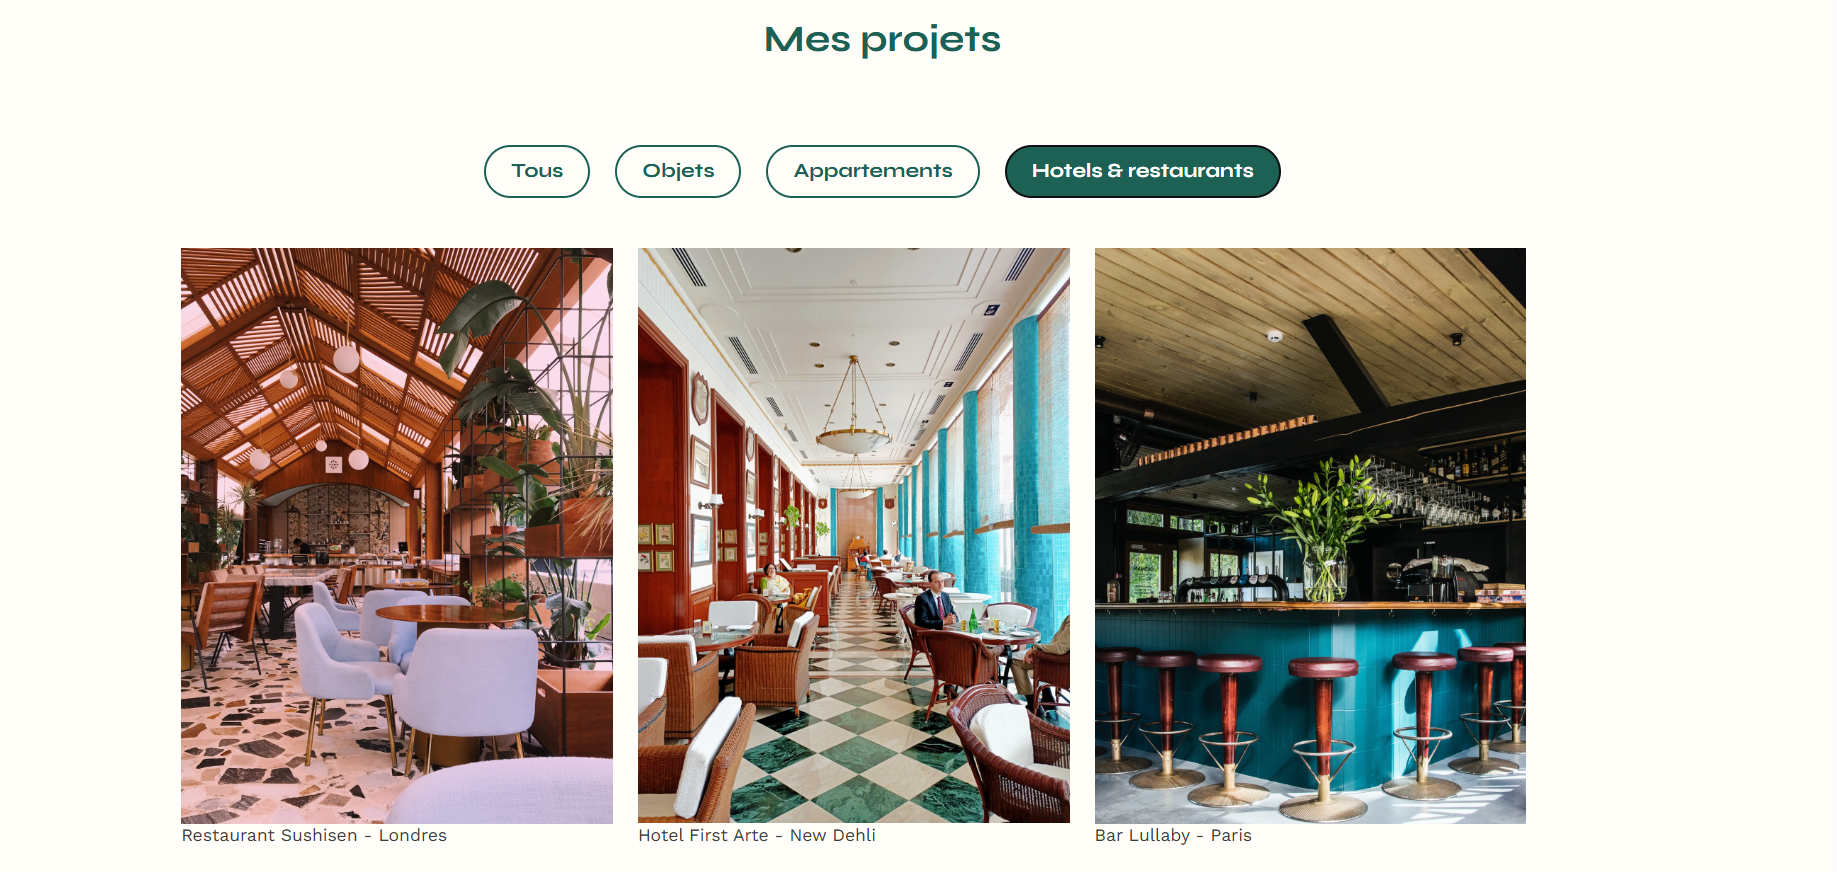 Mes projets
Tous
Objets
Appartements
Hotels & restaurants
Restaurant Sushisen - Londres
Hotel First Arte - New Dehli
Bar Lullaby - Paris